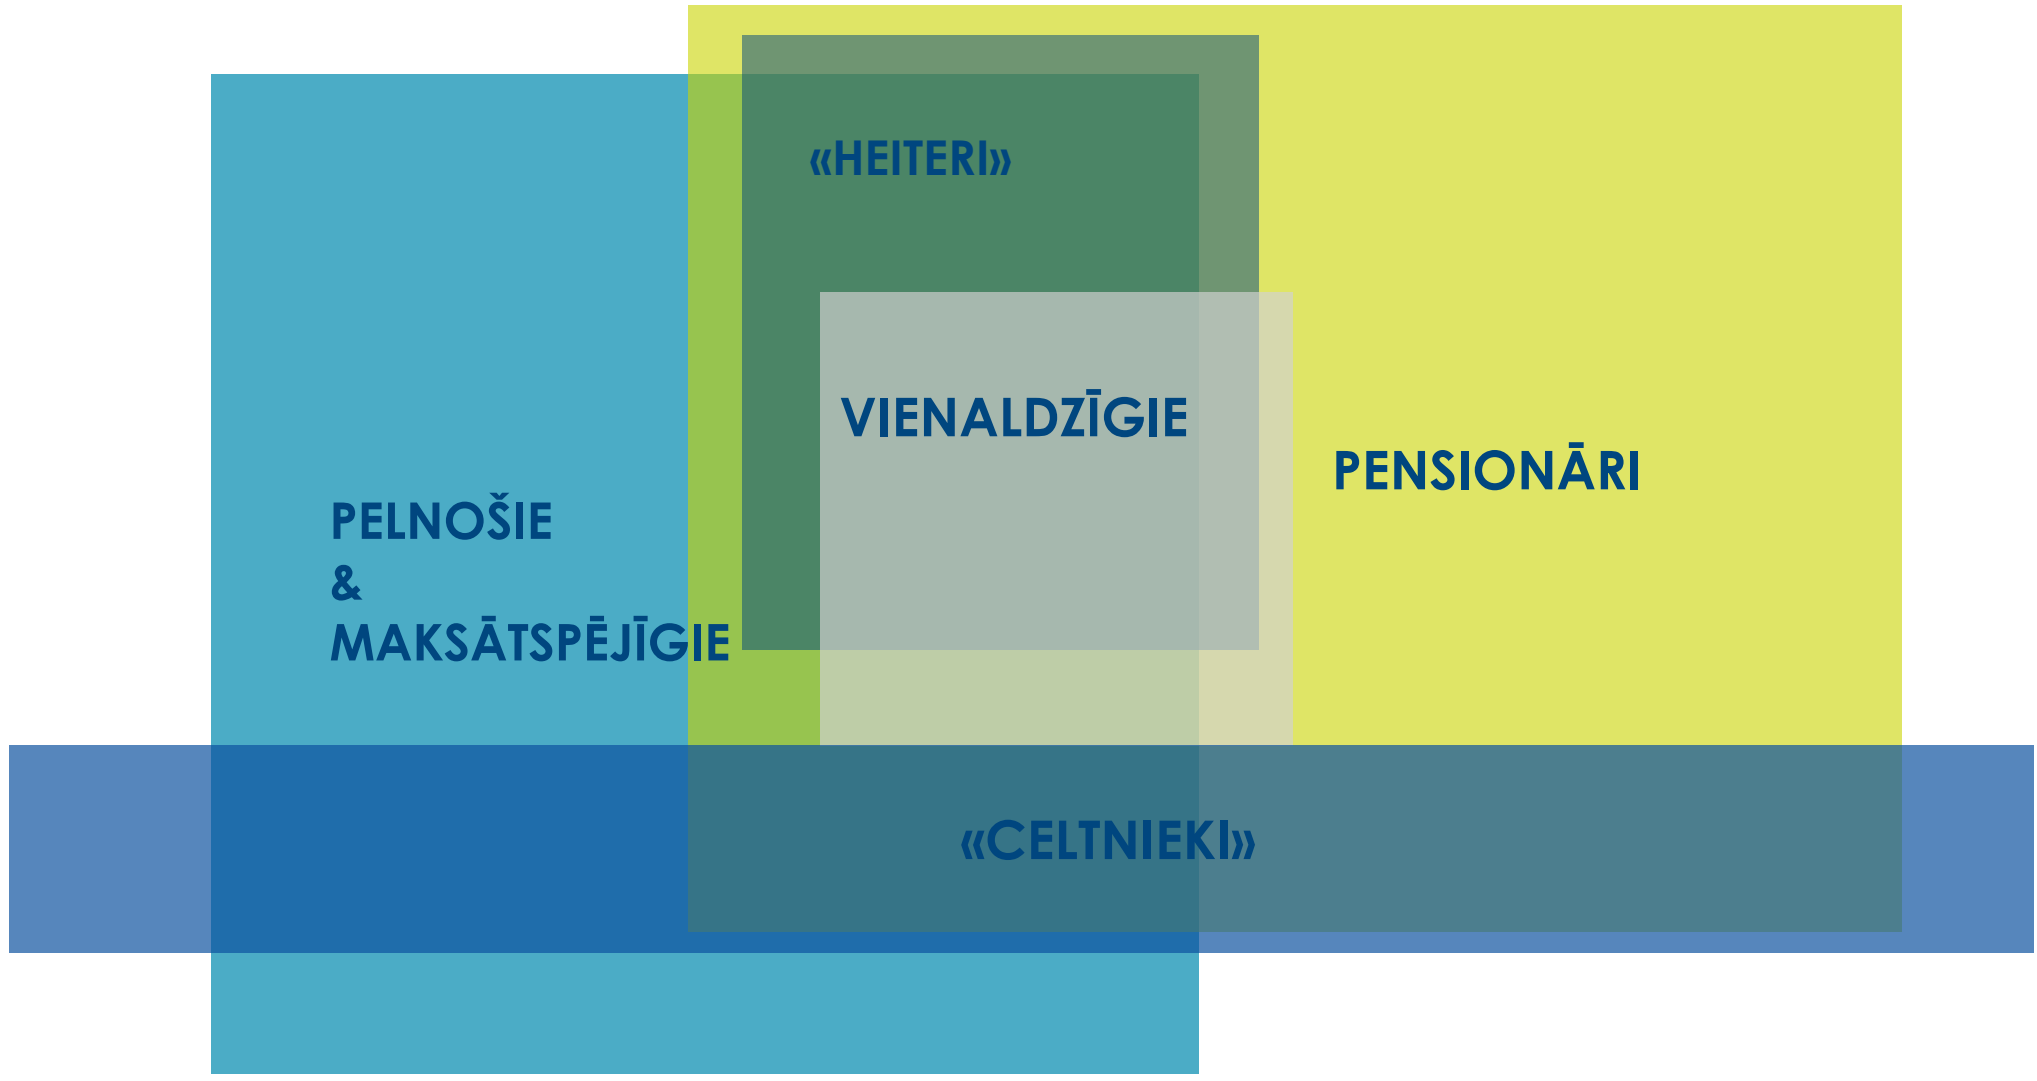 «HEITERI»
VIENALDZĪGIE
PENSIONĀRI
PELNOŠIE
&
MAKSĀTSPĒJĪGIE
«CELTNIEKI»